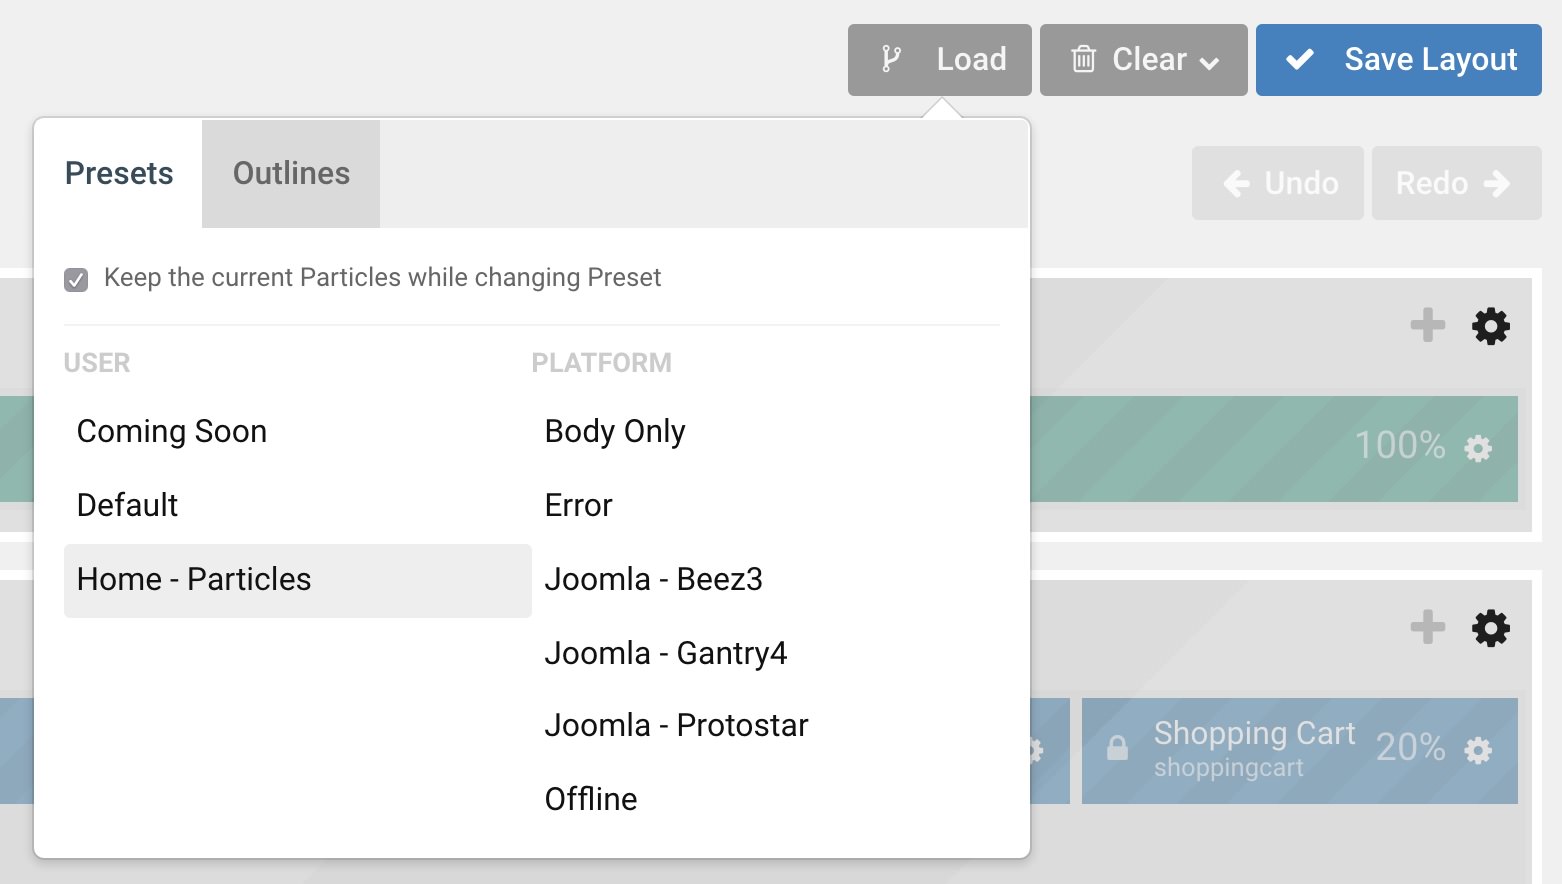 Load
Clear
Save Layout
Presets
Outlines
Undo
Redo
Keep the current Particles while changing Preset
USER
PLATFORM
Coming Soon
Body Only
100%
Default
Error
Home - Particles
Joomla - Beez3
Joomla - Gantry4
Joomla - Protostar
Shopping Cart
shoppingcart
20%
Offline